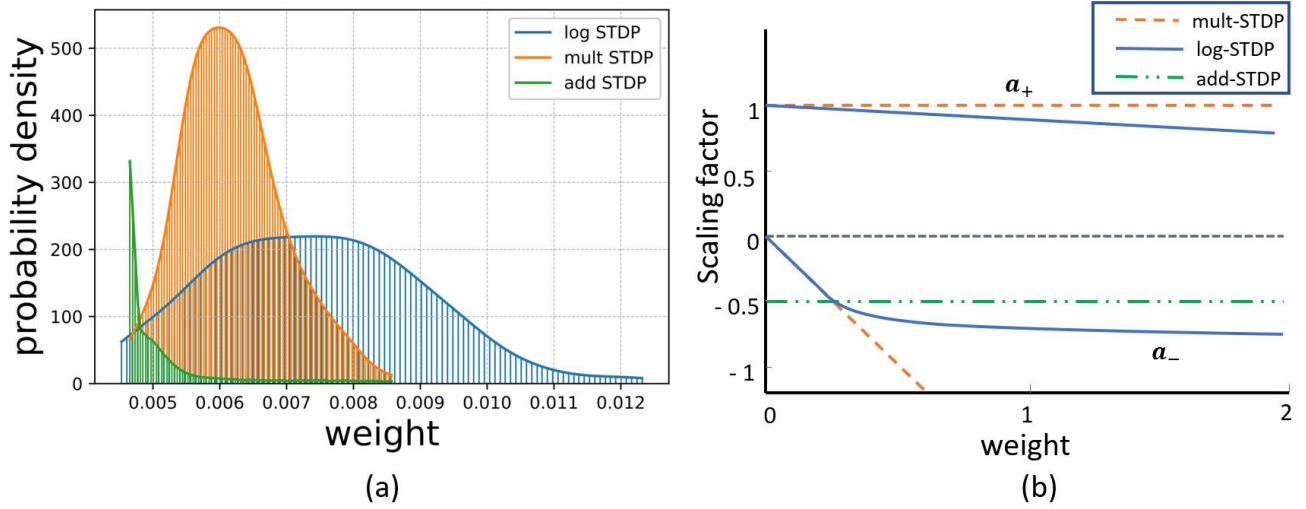 probability density
500
400
300
200
100
0
log STDP
mult STDP
add STDP
0.005 0.006 0.007 0.008 0.009 0.010 0.011 0.012
weight
(a)
Scaling factor
1
0.5
0
- 0.5
- 1
mult-STDP
log-STDP
add-STDP
a+
a−
0 1 2
weight
(b)